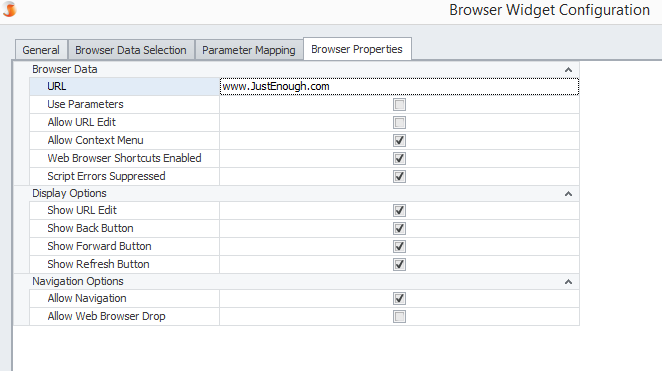 Browser Widget Configuration
General Browser Data Selection Parameter Mapping Browser Properties
Browser Data
URL www.JustEnough.com
Use Parameters
Allow URL Edit
Allow Context Menu
Web Browser Shortcuts Enabled
Script Errors Suppressed
Display Options
Show URL Edit
Show Back Button
Show Forward Button
Show Refresh Button
Navigation Options
Allow Navigation
Allow Web Browser Drop